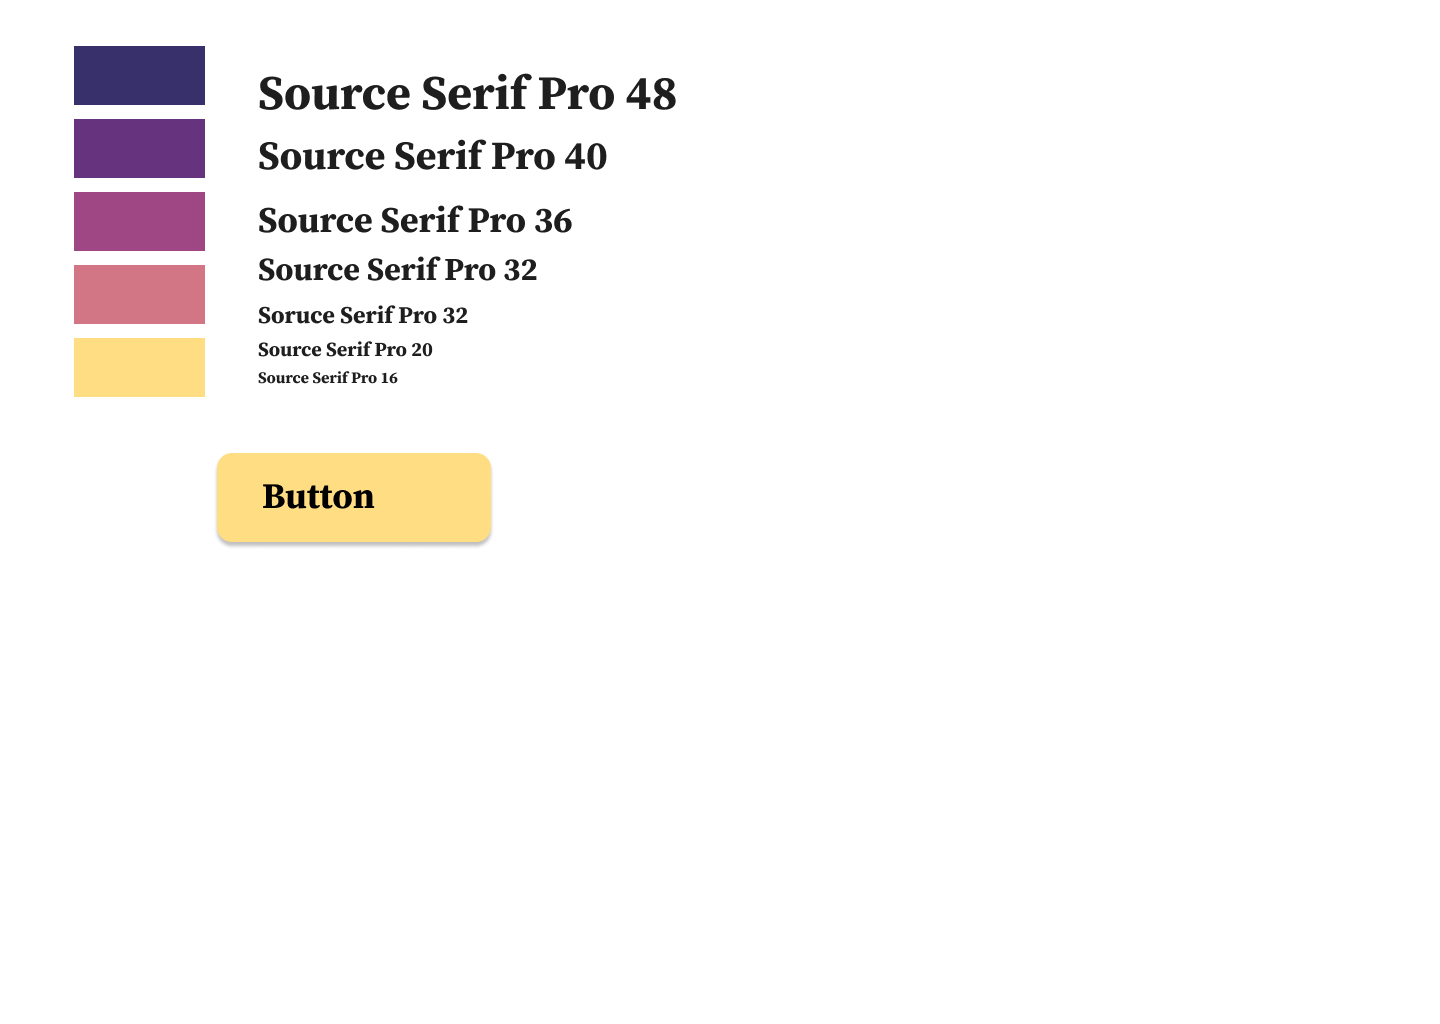 Source Serif Pro 48
Source Serif Pro 40
Source Serif Pro 36
Source Serif Pro 32
Soruce Serif Pro 32
Source Serif Pro 20
Source Serif Pro 16
Button